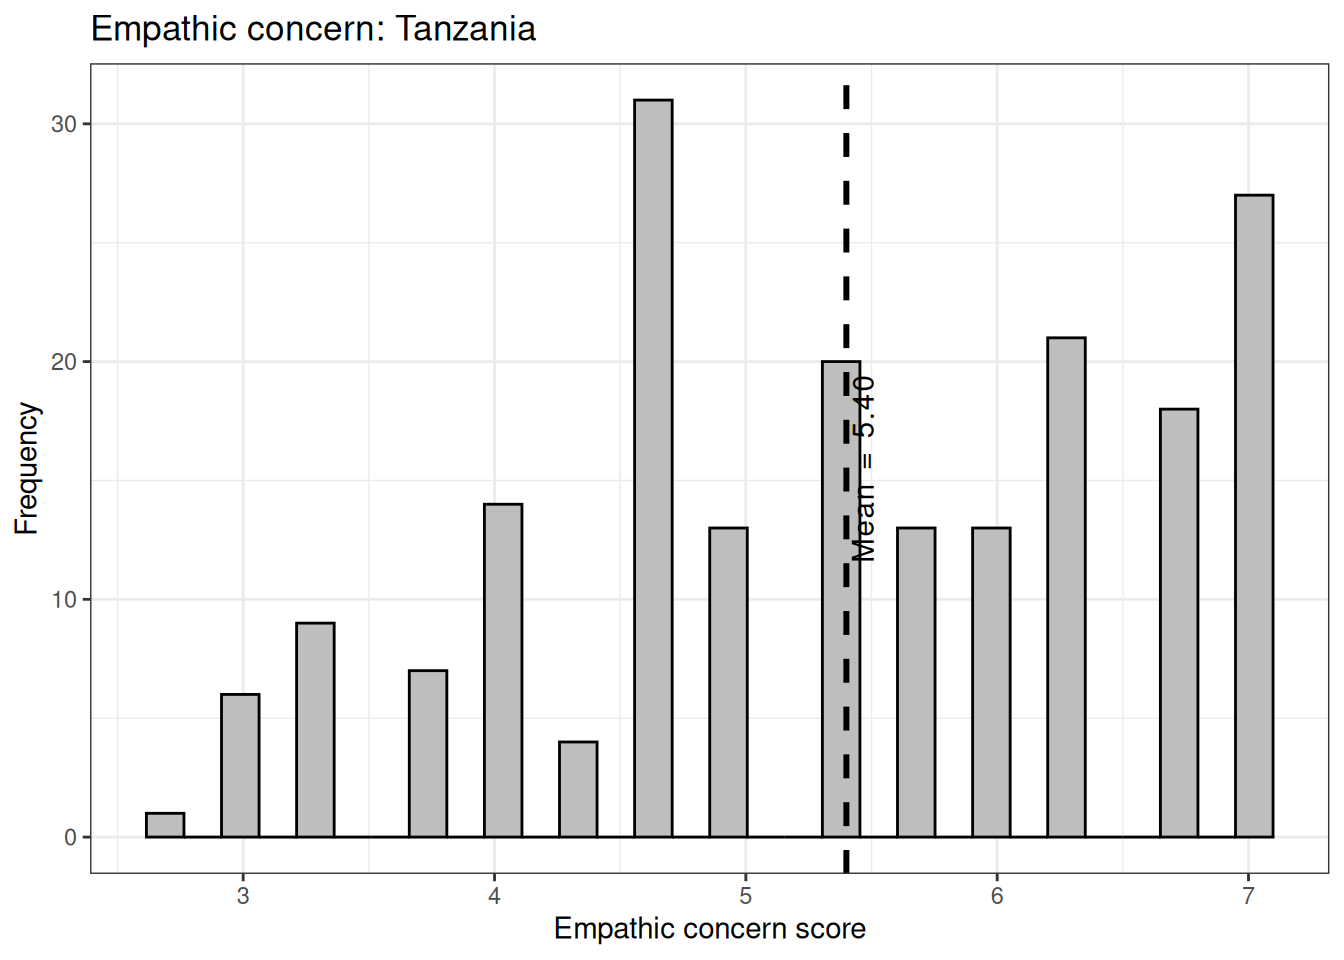 Empathic concern: Tanzania
Frequency
30
20
10
0
Mean = 5.40
3 4 5 6 7
Empathic concern score